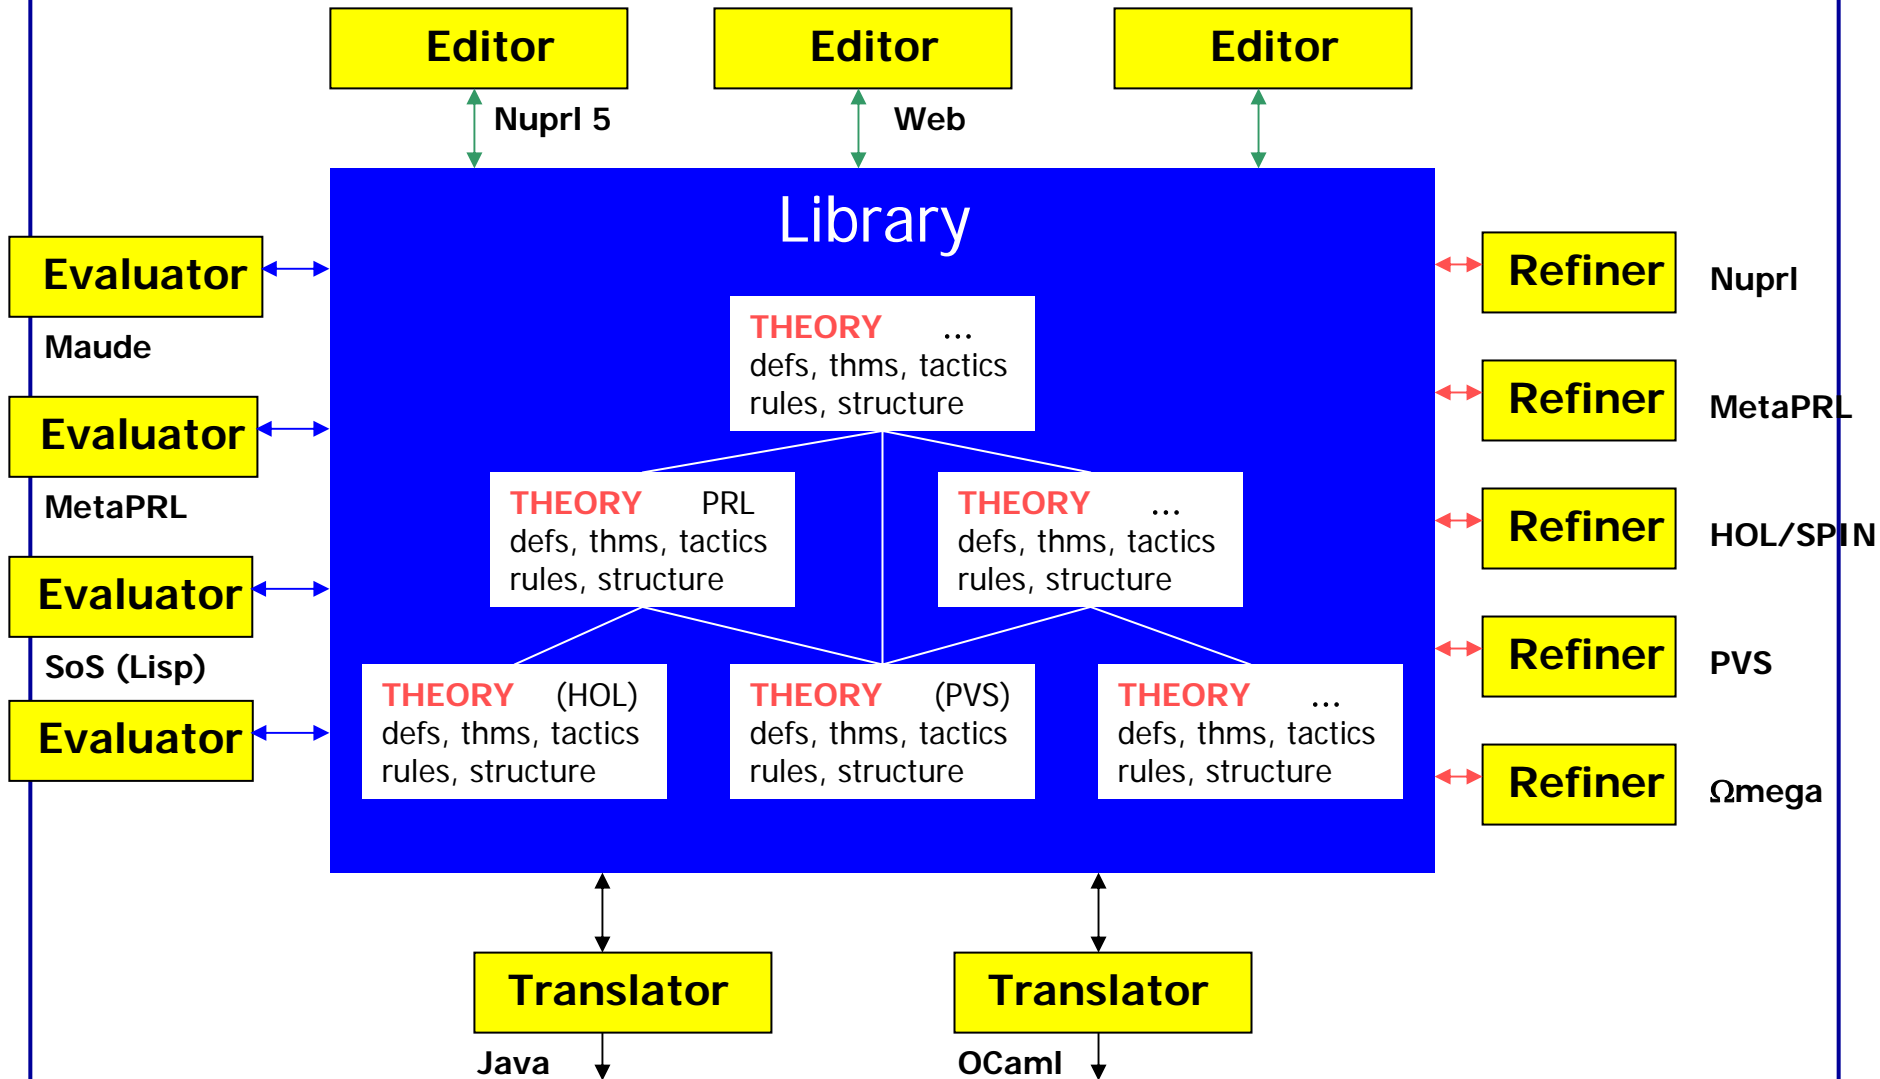 Editor
Editor
Editor
Nuprl 5
Web
Library
Evaluator
Maude
Evaluator
MetaPRL
Evaluator
SoS (Lisp)
Evaluator
THEORY ...
defs, thms, tactics
rules, structure
THEORY PRL
defs, thms, tactics
rules, structure
THEORY ...
defs, thms, tactics
rules, structure
THEORY (HOL)
defs, thms, tactics
rules, structure
THEORY (PVS)
defs, thms, tactics
rules, structure
THEORY ...
defs, thms, tactics
rules, structure
Refiner Nuprl
Refiner MetaPRL
Refiner HOL/SPIN
Refiner PVS
Refiner Ωmega
Translator
Java
Translator
OCaml